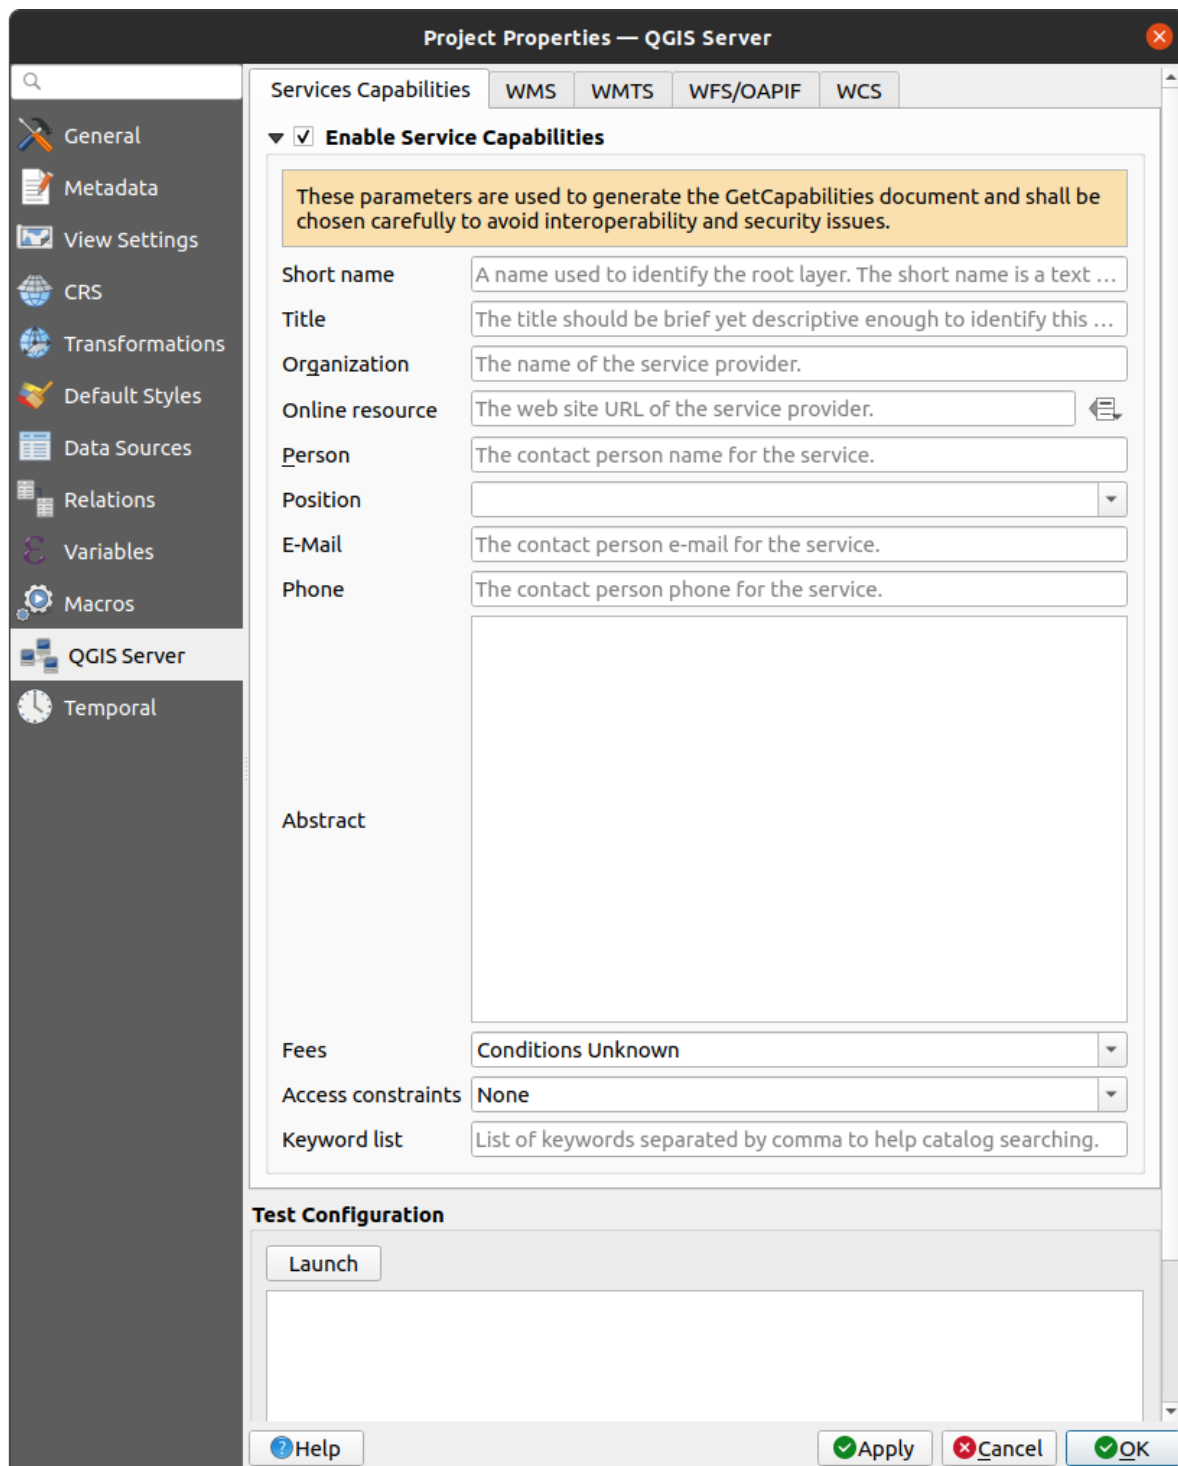 Project Properties — QGIS Server
General
Metadata
View Settings
CRS
Transformations
Default Styles
Data Sources
Relations
Variables
Macros
QGIS Server
Temporal
Services Capabilities
WMS
WMTS
WFS/OAPIF
WCS
Enable Service Capabilities
These parameters are used to generate the GetCapabilities document and shall be
chosen carefully to avoid interoperability and security issues.
Short name
A name used to identify the root layer. The short name is a text ...
Title
The title should be brief yet descriptive enough to identify this ...
Organization
The name of the service provider.
Online resource
The web site URL of the service provider.
Person
The contact person name for the service.
Position
E-Mail
The contact person e-mail for the service.
Phone
The contact person phone for the service.
Abstract
Fees
Conditions Unknown
Access constraints
None
Keyword list
List of keywords separated by comma to help catalog searching.
Test Configuration
Launch
Help
Apply
Cancel
OK